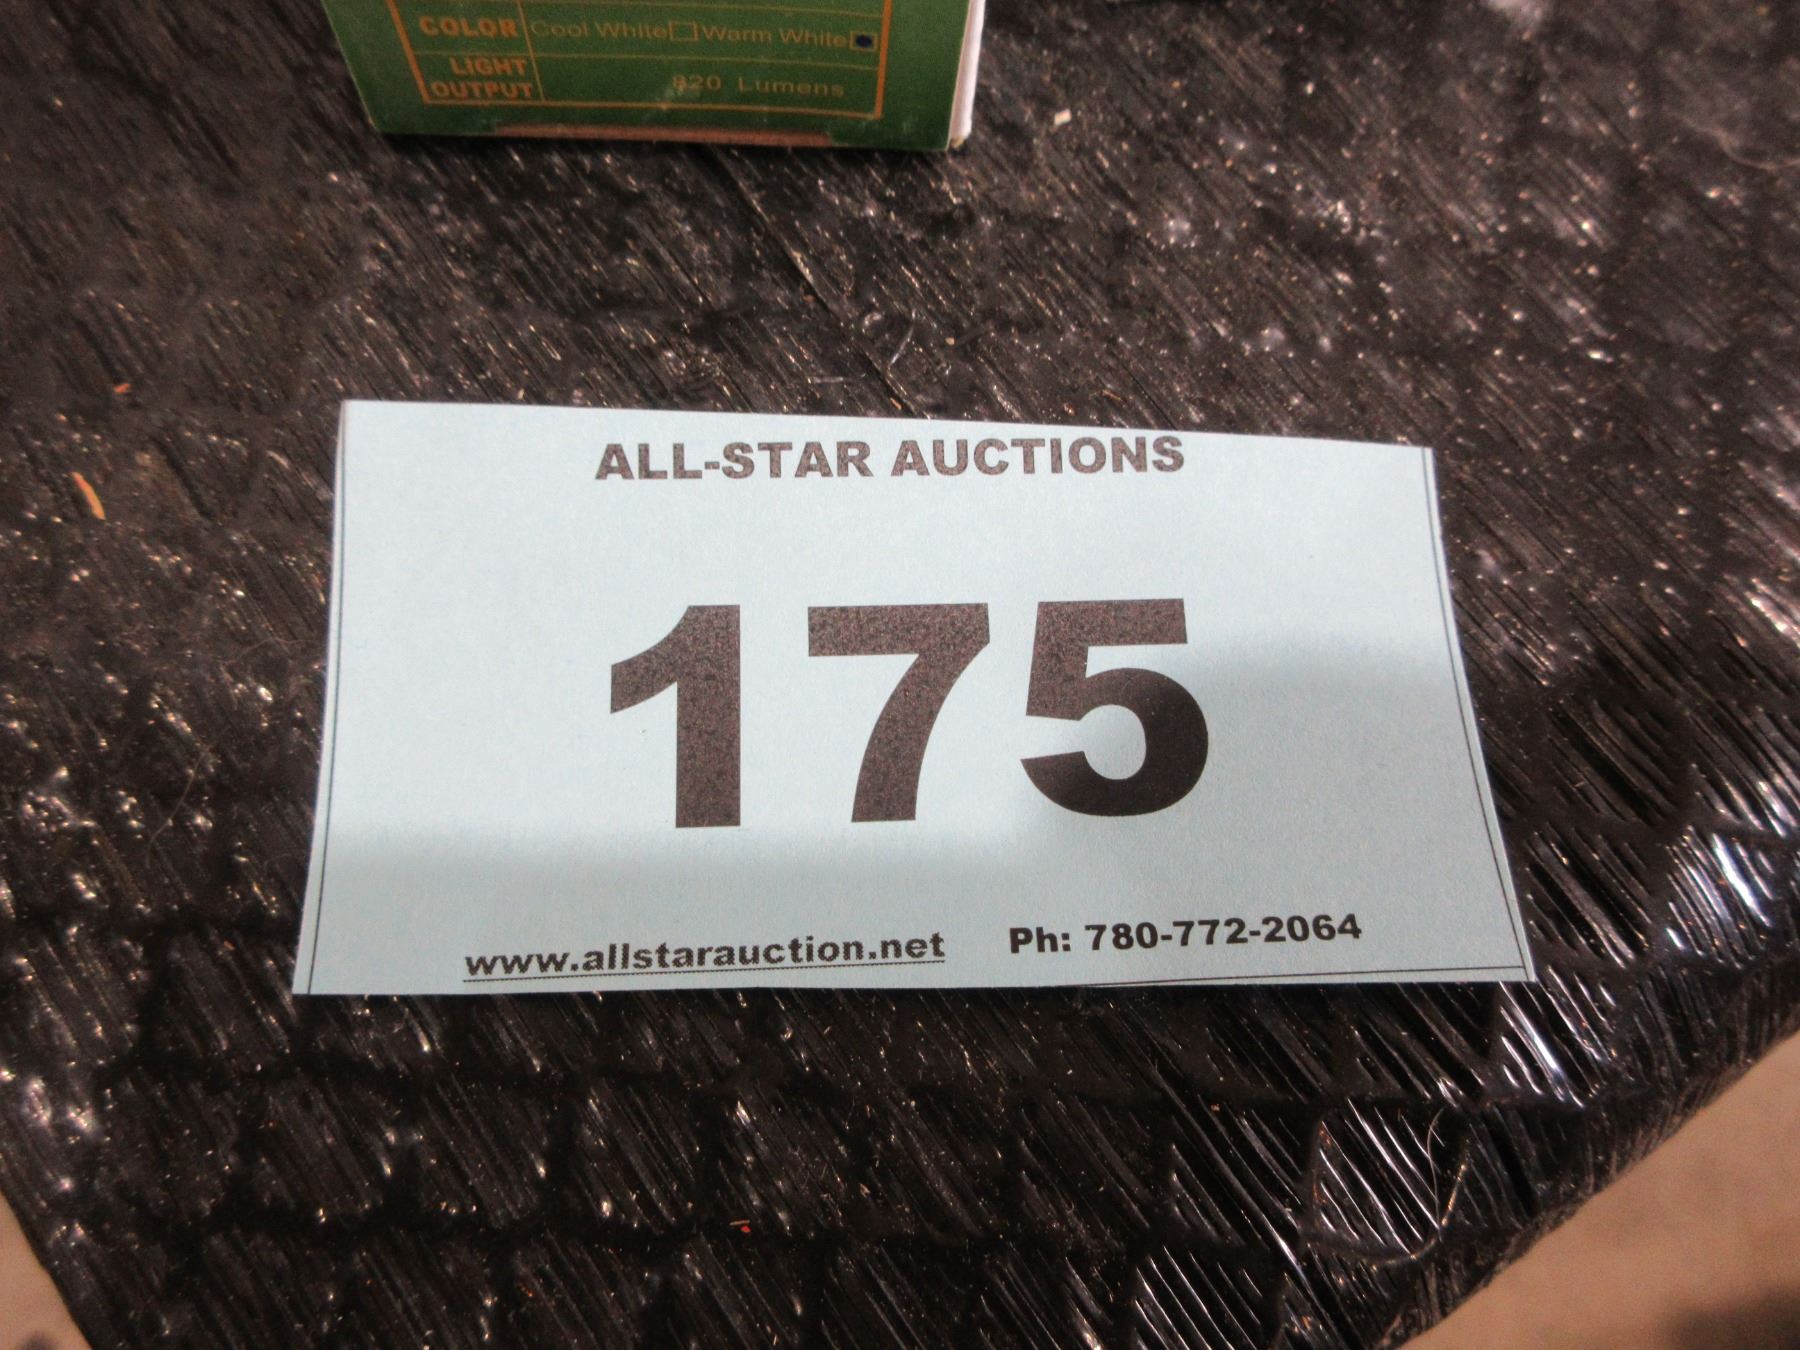 COLOR Cool White Warm White
LIGHT
OUTPUT 820 Lumens
ALL-STAR AUCTIONS
175
www.allstarauction.net Ph: 780-772-2064